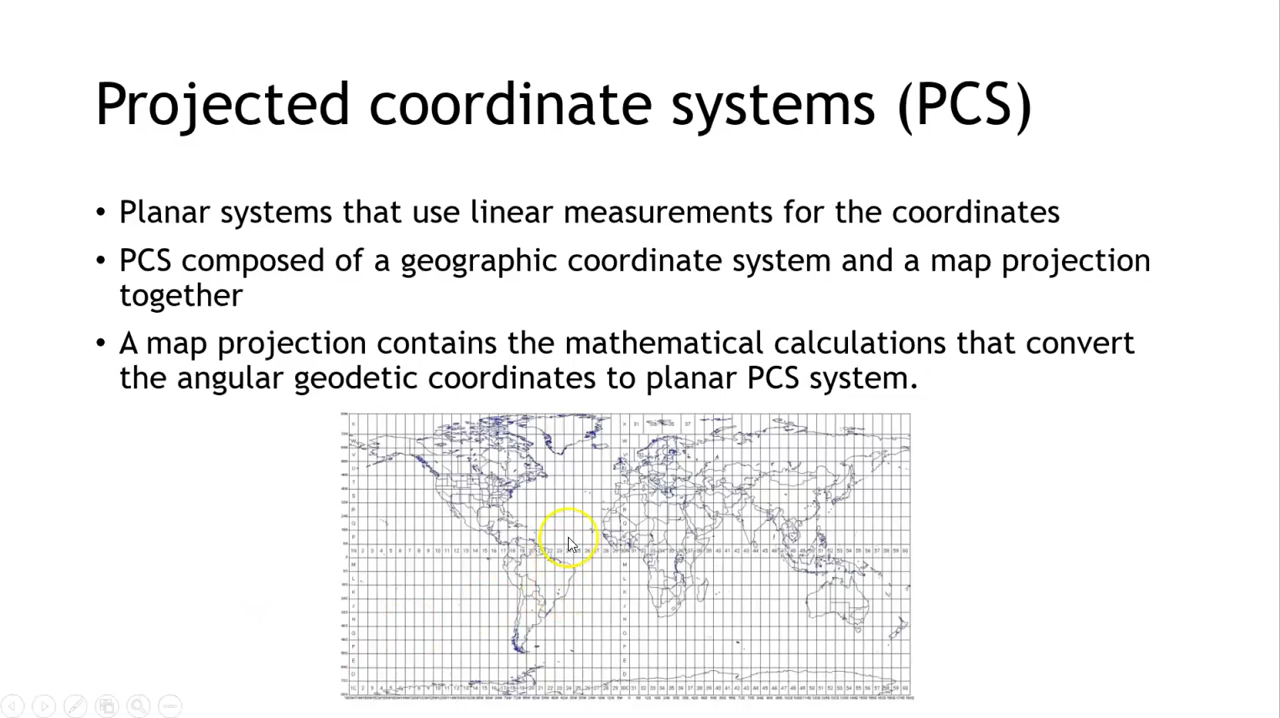 Projected coordinate systems (PCS)
• Planar systems that use linear measurements for the coordinates
• PCS composed of a geographic coordinate system and a map projection
together
• A map projection contains the mathematical calculations that convert
the angular geodetic coordinates to planar PCS system.